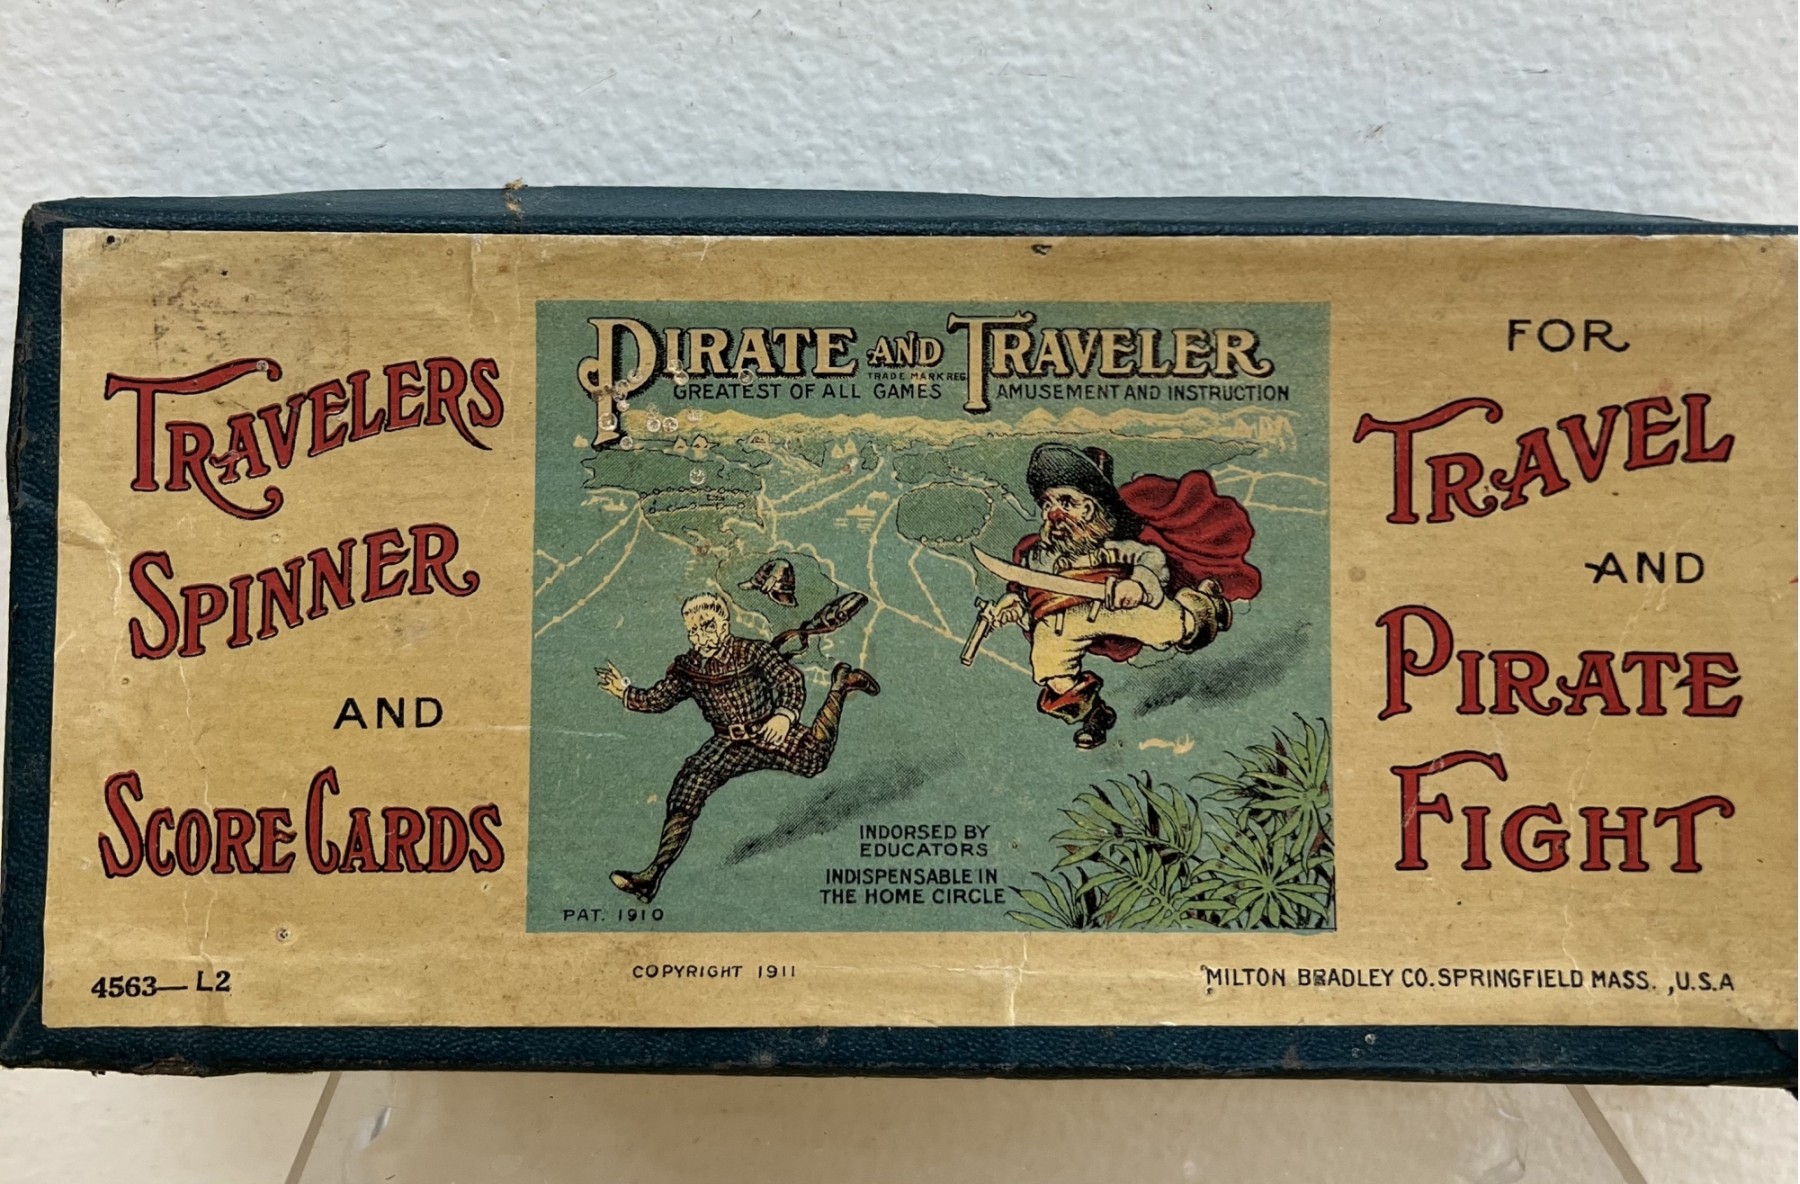 TRAVELERS
SPINNER
AND
SCORE CARDS
PIRATE AND TRAVELER
TRADE MARK REG.
GREATEST OF ALL GAMES AMUSEMENT AND INSTRUCTION
INDORSED BY
EDUCATORS
INDISPENSABLE IN
THE HOME CIRCLE
PAT. 1910
FOR
TRAVEL
AND
PIRATE
FIGHT
4563—L2
COPYRIGHT 1911
MILTON BRADLEY CO. SPRINGFIELD MASS., U.S.A